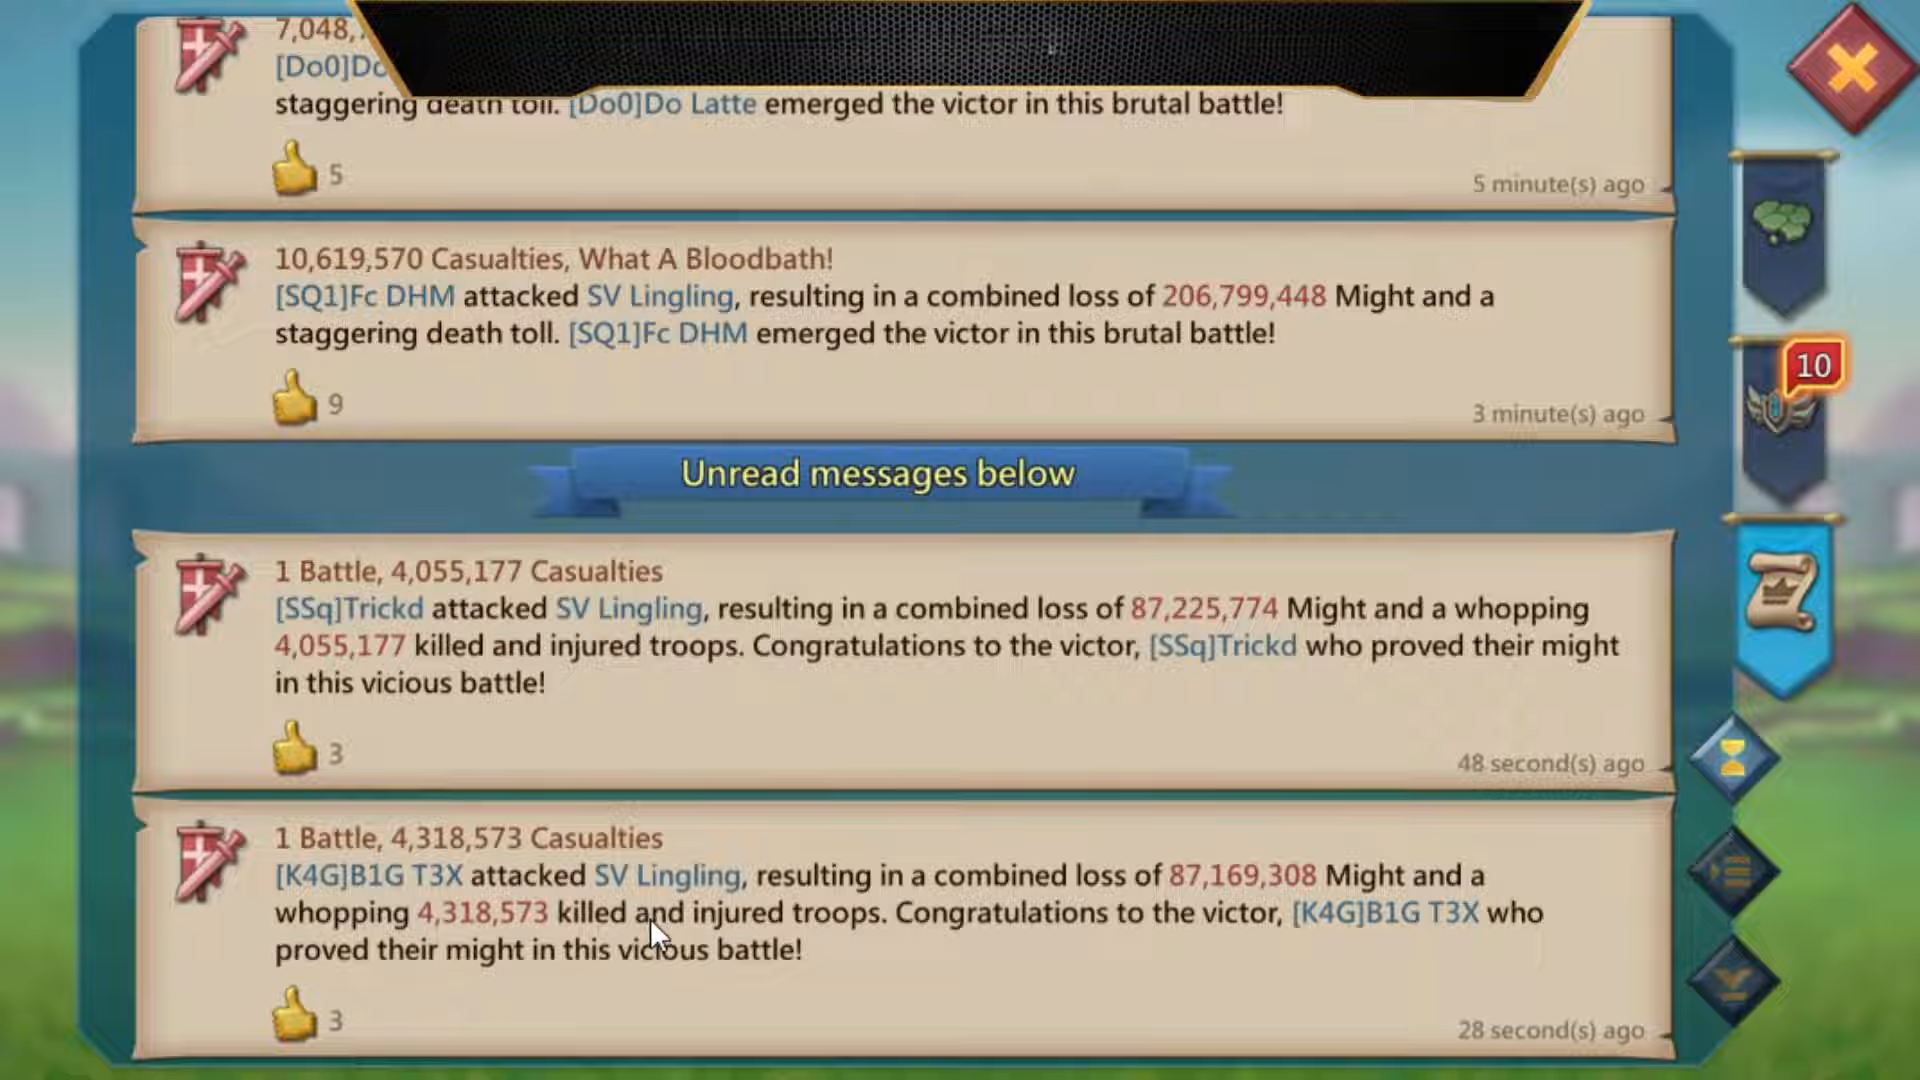 7,048,
[Do0]Do
staggering death toll. [Do0]Do Latte emerged the victor in this brutal battle!
5
5 minute(s) ago
10,619,570 Casualties, What A Bloodbath!
[SQ1]Fc DHM attacked SV Lingling, resulting in a combined loss of 206,799,448 Might and a
staggering death toll. [SQ1]Fc DHM emerged the victor in this brutal battle!
9
3 minute(s) ago
10
Unread messages below
1 Battle, 4,055,177 Casualties
[SSq]Trickd attacked SV Lingling, resulting in a combined loss of 87,225,774 Might and a whopping
4,055,177 killed and injured troops. Congratulations to the victor, [SSq]Trickd who proved their might
in this vicious battle!
3
48 second(s) ago
1 Battle, 4,318,573 Casualties
[K4G]B1G T3X attacked SV Lingling, resulting in a combined loss of 87,169,308 Might and a
whopping 4,318,573 killed and injured troops. Congratulations to the victor, [K4G]B1G T3X who
proved their might in this vicious battle!
3
28 second(s) ago